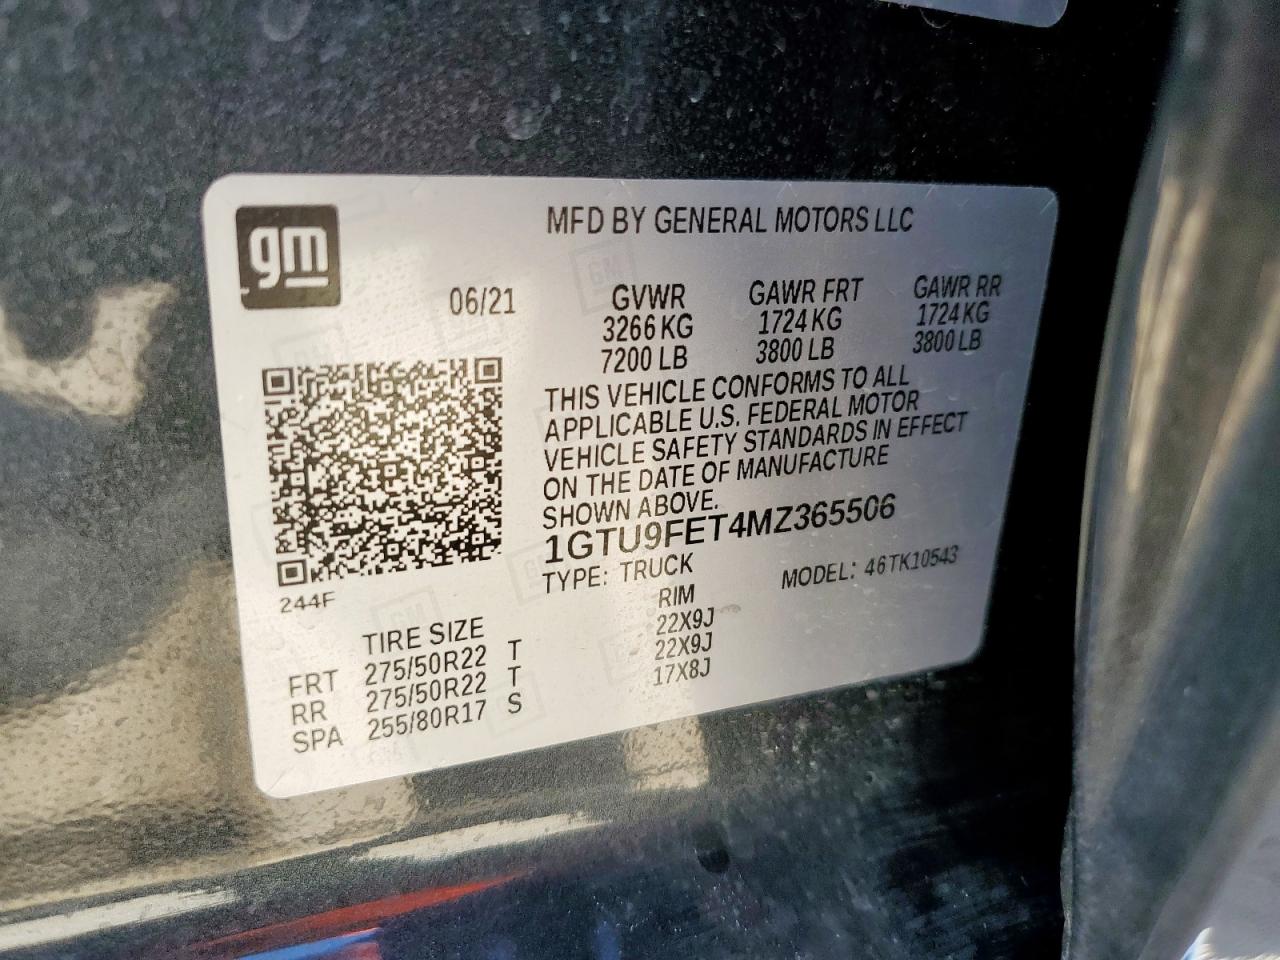 gm
MFD BY GENERAL MOTORS LLC
06/21
GVWR GAWR FRT GAWR RR
3266 KG 1724 KG 1724 KG
7200 LB 3800 LB 3800 LB
THIS VEHICLE CONFORMS TO ALL
APPLICABLE U.S. FEDERAL MOTOR
VEHICLE SAFETY STANDARDS IN EFFECT
ON THE DATE OF MANUFACTURE
SHOWN ABOVE.
1GTU9FET4MZ365506
TYPE: TRUCK MODEL: 46TK10543
244F
TIRE SIZE RIM
FRT 275/50R22 T 22X9J
RR 275/50R22 T 22X9J
SPA 255/80R17 S 17X8J